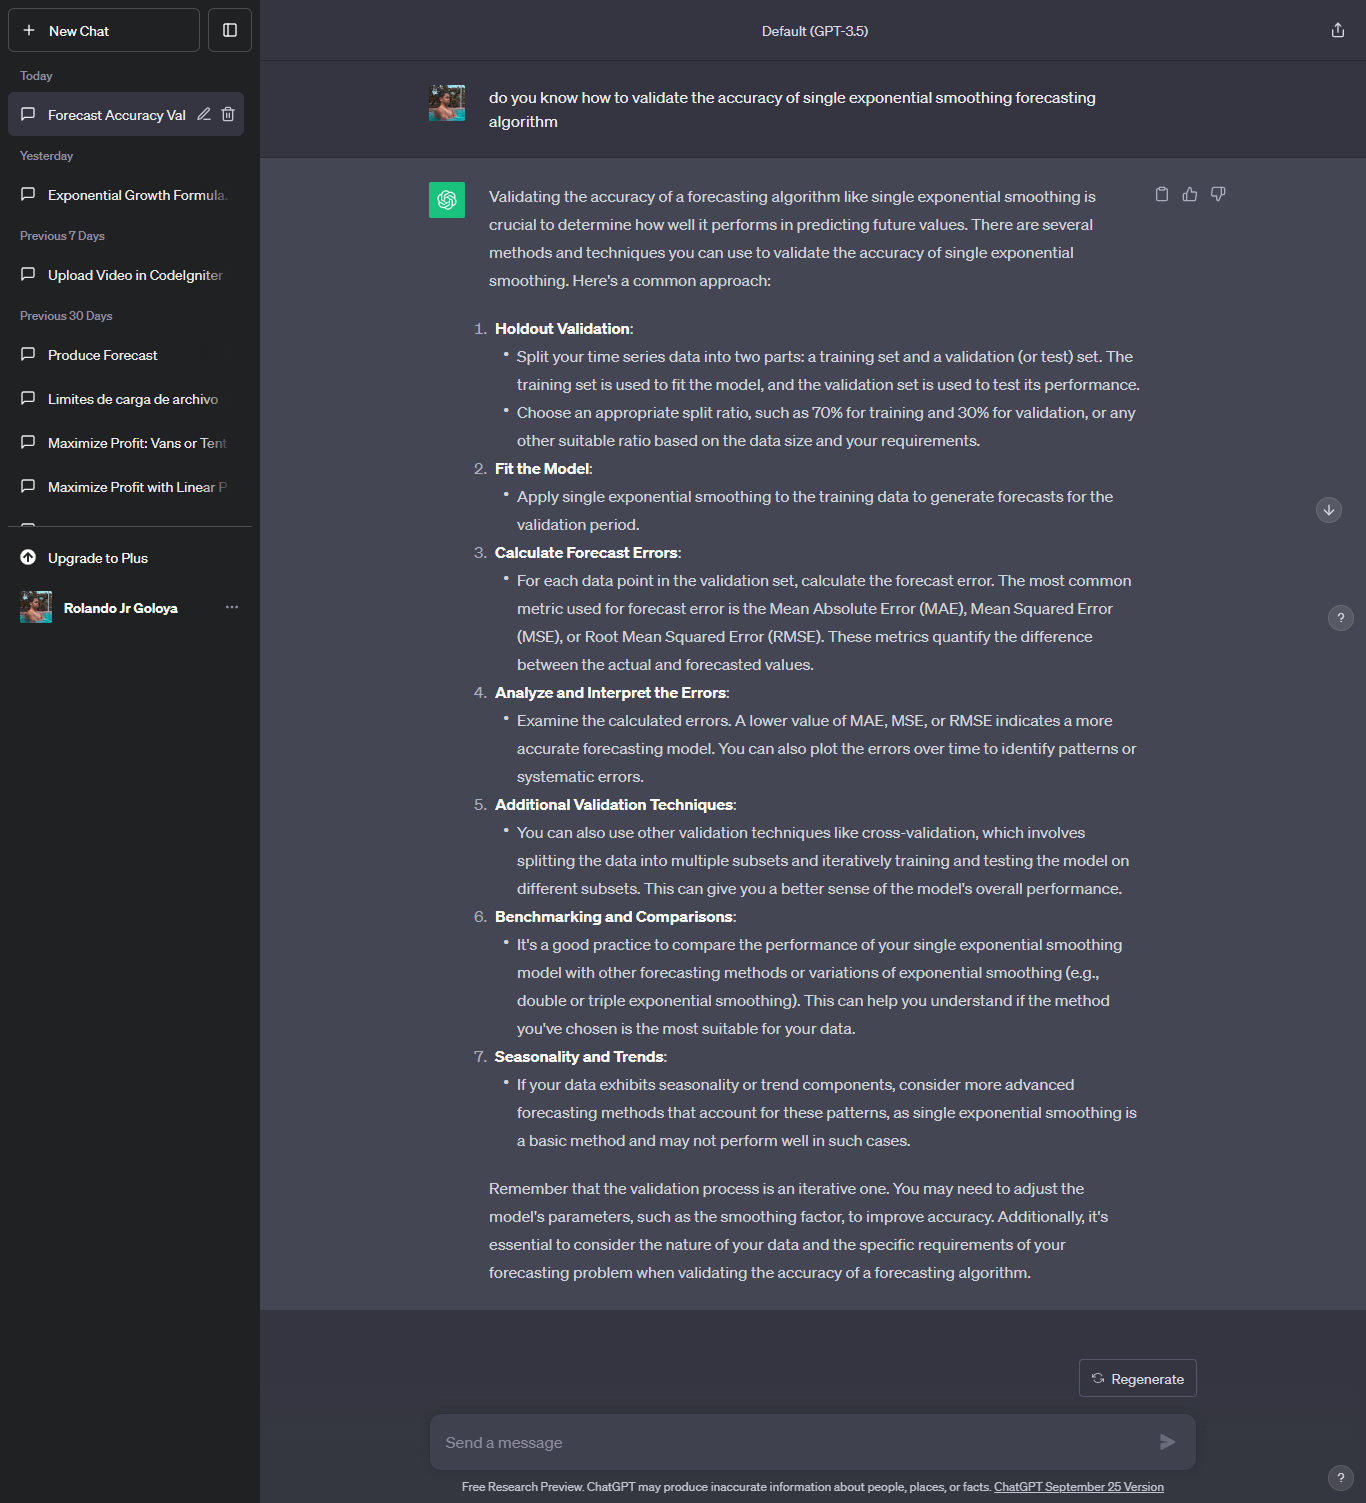 New Chat
Today
Forecast Accuracy Val
Yesterday
Exponential Growth Formula.
Previous 7 Days
Upload Video in CodeIgniter
Previous 30 Days
Produce Forecast
Limites de carga de archivo
Maximize Profit: Vans or Tent
Maximize Profit with Linear P
Upgrade to Plus
Rolando Jr Goloya
Default (GPT-3.5)
do you know how to validate the accuracy of single exponential smoothing forecasting
algorithm
Validating the accuracy of a forecasting algorithm like single exponential smoothing is
crucial to determine how well it performs in predicting future values. There are several
methods and techniques you can use to validate the accuracy of single exponential
smoothing. Here's a common approach:
1. Holdout Validation:
• Split your time series data into two parts: a training set and a validation (or test) set. The
training set is used to fit the model, and the validation set is used to test its performance.
• Choose an appropriate split ratio, such as 70% for training and 30% for validation, or any
other suitable ratio based on the data size and your requirements.
2. Fit the Model:
• Apply single exponential smoothing to the training data to generate forecasts for the
validation period.
3. Calculate Forecast Errors:
• For each data point in the validation set, calculate the forecast error. The most common
metric used for forecast error is the Mean Absolute Error (MAE), Mean Squared Error
(MSE), or Root Mean Squared Error (RMSE). These metrics quantify the difference
between the actual and forecasted values.
4. Analyze and Interpret the Errors:
• Examine the calculated errors. A lower value of MAE, MSE, or RMSE indicates a more
accurate forecasting model. You can also plot the errors over time to identify patterns or
systematic errors.
5. Additional Validation Techniques:
• You can also use other validation techniques like cross-validation, which involves
splitting the data into multiple subsets and iteratively training and testing the model on
different subsets. This can give you a better sense of the model's overall performance.
6. Benchmarking and Comparisons:
• It's a good practice to compare the performance of your single exponential smoothing
model with other forecasting methods or variations of exponential smoothing (e.g.,
double or triple exponential smoothing). This can help you understand if the method
you've chosen is the most suitable for your data.
7. Seasonality and Trends:
• If your data exhibits seasonality or trend components, consider more advanced
forecasting methods that account for these patterns, as single exponential smoothing is
a basic method and may not perform well in such cases.
Remember that the validation process is an iterative one. You may need to adjust the
model's parameters, such as the smoothing factor, to improve accuracy. Additionally, it's
essential to consider the nature of your data and the specific requirements of your
forecasting problem when validating the accuracy of a forecasting algorithm.
?
Regenerate
Send a message
Free Research Preview. ChatGPT may produce inaccurate information about people, places, or facts. ChatGPT September 25 Version
?